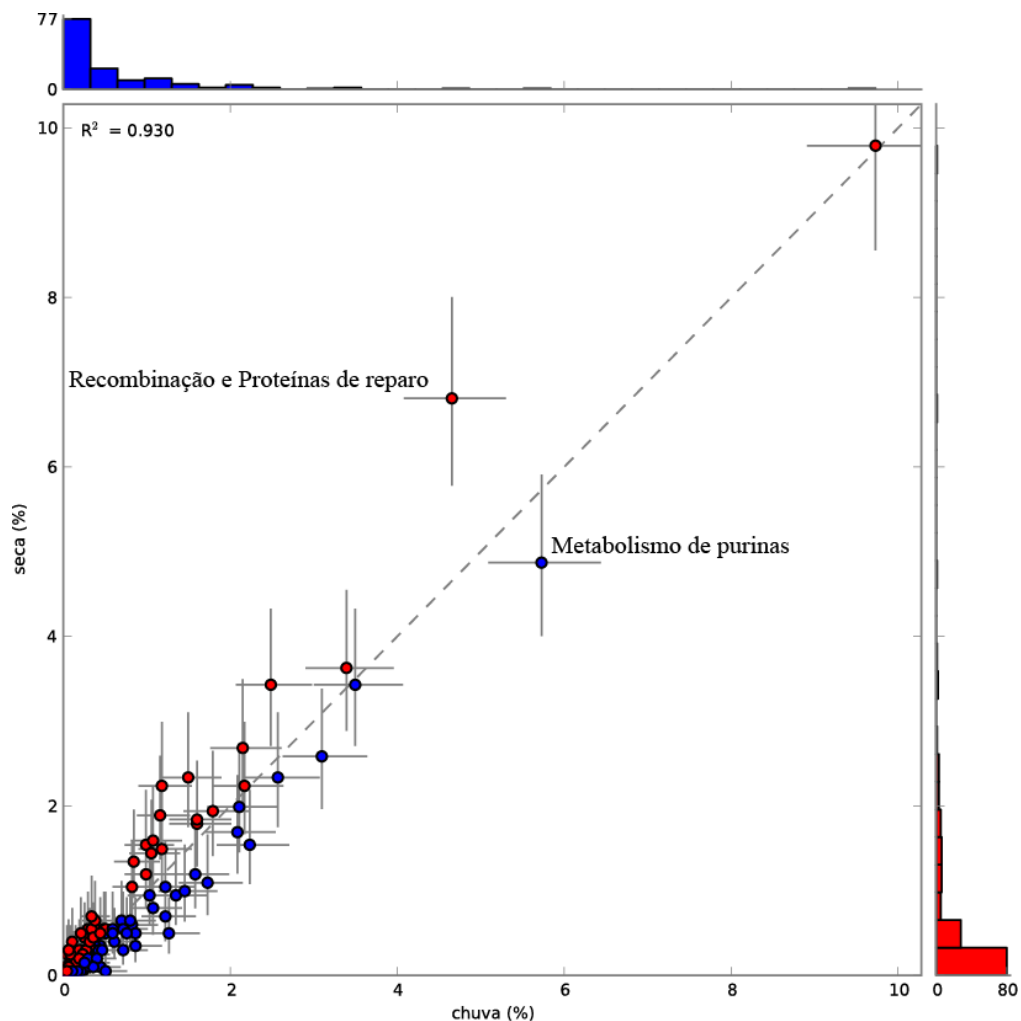 77
0
R² = 0.930
10
8
Recombinação e Proteínas de reparo
6
Metabolismo de purinas
seca (%)
4
2
0
0 2 4 6 8 10
0 80
chuva (%)